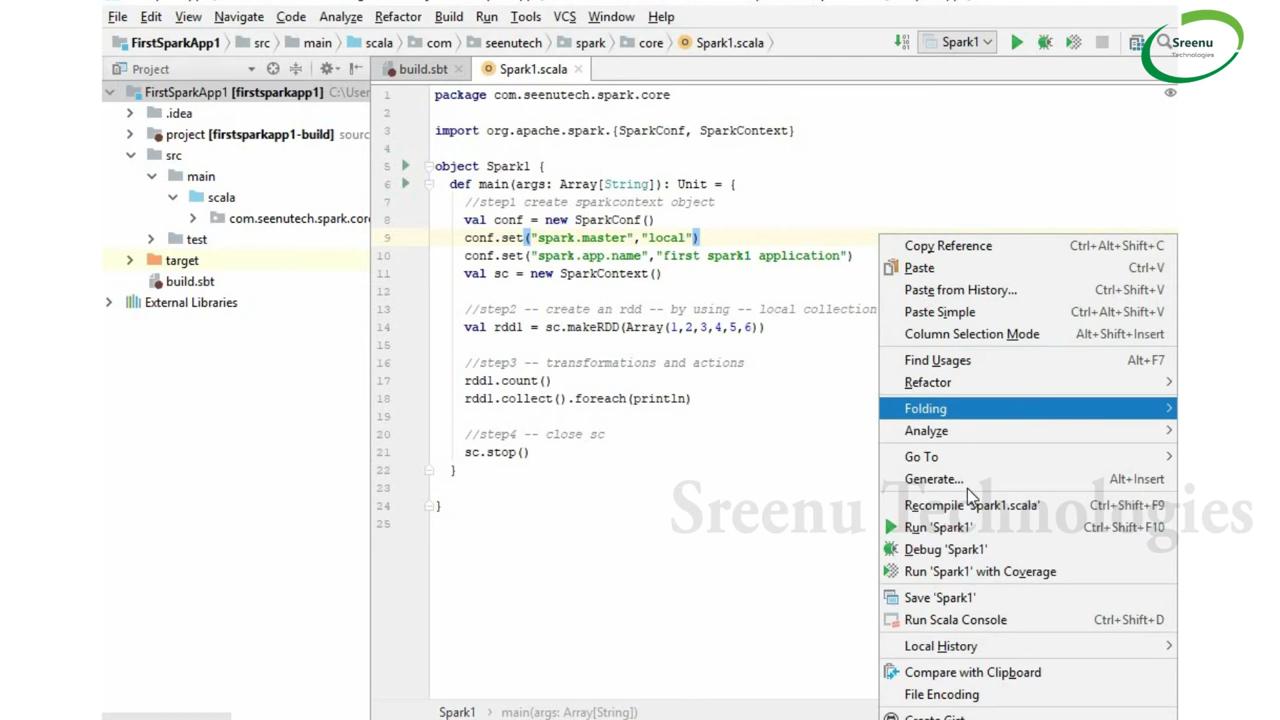 File Edit View Navigate Code Analyze Refactor Build Run Tools VCS Window Help
FirstSparkApp1 src main scala com seenutech spark core Spark1.scala
Spark1
Sreenu
Technologies
Project
build.sbt
Spark1.scala
FirstSparkApp1 [firstsparkapp1] C:\User
.idea
project [firstsparkapp1-build] sourc
src
main
scala
com.seenutech.spark.core
test
target
build.sbt
External Libraries
1 package com.seenutech.spark.core
2
3 import org.apache.spark.{SparkConf, SparkContext}
4
5 object Spark1 {
6 def main(args: Array[String]): Unit = {
7 //step1 create sparkcontext object
8 val conf = new SparkConf()
9 conf.set("spark.master","local")
10 conf.set("spark.app.name","first spark1 application")
11 val sc = new SparkContext()
12
13 //step2 -- create an rdd -- by using -- local collection
14 val rdd1 = sc.makeRDD(Array(1,2,3,4,5,6))
15
16 //step3 -- transformations and actions
17 rdd1.count()
18 rdd1.collect().foreach(println)
19
20 //step4 -- close sc
21 sc.stop()
22 }
23
24 }
25
Copy Reference Ctrl+Alt+Shift+C
Paste Ctrl+V
Paste from History... Ctrl+Shift+V
Paste Simple Ctrl+Alt+Shift+V
Column Selection Mode Alt+Shift+Insert
Find Usages Alt+F7
Refactor
Folding
Analyze
Go To
Generate... Alt+Insert
Recompile 'Spark1.scala' Ctrl+Shift+F9
Run 'Spark1' Ctrl+Shift+F10
Debug 'Spark1'
Run 'Spark1' with Coverage
Save 'Spark1'
Run Scala Console Ctrl+Shift+D
Local History
Compare with Clipboard
File Encoding
Create Gist
Sreenu Technologies
Spark1 main(args: Array[String])